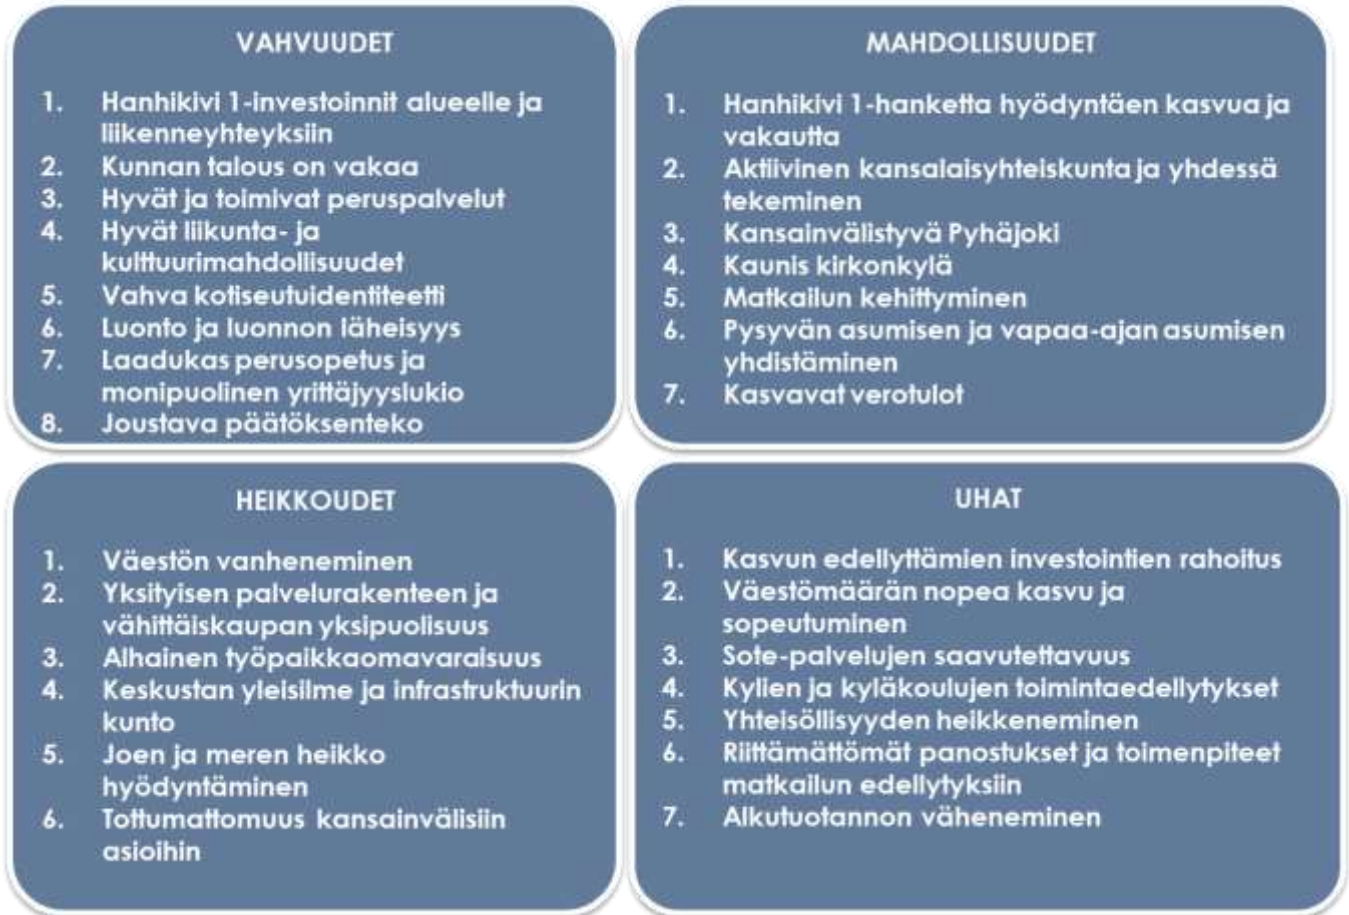 VAHVUUDET
1. Hanhikivi 1-investoinnit alueelle ja
liikenneyhteyksiin
2. Kunnan talous on vakaa
3. Hyvät ja toimivat peruspalvelut
4. Hyvät liikunta- ja
kulttuurimahdollisuudet
5. Vahva kotiseutuidentiteetti
6. Luonto ja luonnon läheisyys
7. Laadukas perusopetus ja
monipuolinen yrittäjyyslukio
8. Joustava päätöksenteko
MAHDOLLISUUDET
1. Hanhikivi 1-hanketta hyödyntäen kasvua ja
vakautta
2. Aktiivinen kansalaisyhteiskunta ja yhdessä
tekeminen
3. Kansainvälistyvä Pyhäjoki
4. Kaunis kirkonkylä
5. Matkailun kehittyminen
6. Pysyvän asumisen ja vapaa-ajan asumisen
yhdistäminen
7. Kasvavat verotulot
HEIKKOUDET
1. Väestön vanheneminen
2. Yksityisen palvelurakenteen ja
vähittäiskaupan yksipuolisuus
3. Alhainen työpaikkaomavaraisuus
4. Keskustan yleisilme ja infrastruktuurin
kunto
5. Joen ja meren heikko
hyödyntäminen
6. Tottumattomuus kansainvälisiin
asioihin
UHAT
1. Kasvun edellyttämien investointien rahoitus
2. Väestömäärän nopea kasvu ja
sopeutuminen
3. Sote-palvelujen saavutettavuus
4. Kylien ja kyläkoulujen toimintaedellytykset
5. Yhteisöllisyyden heikkeneminen
6. Riittämättömät panostukset ja toimenpiteet
matkailun edellytyksiin
7. Alkutuotannon väheneminen